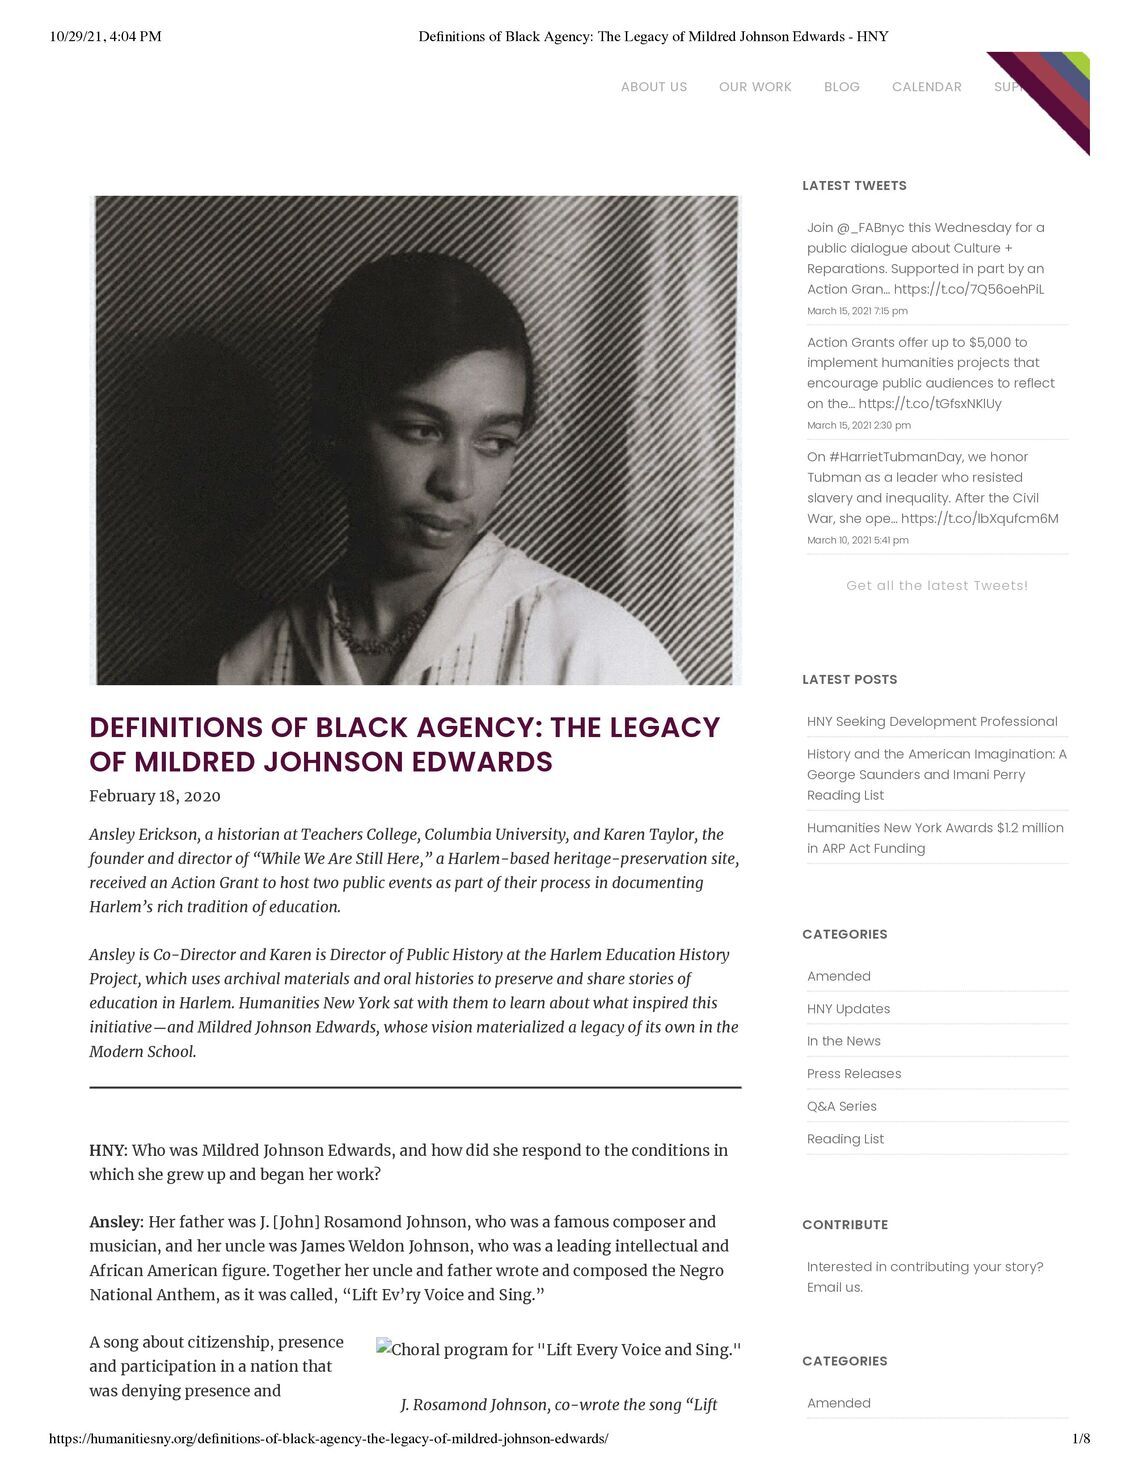 10/29/21, 4:04 PM
Definitions of Black Agency: The Legacy of Mildred Johnson Edwards - HNY
ABOUT US
OUR WORK
BLOG
CALENDAR
DEFINITIONS OF BLACK AGENCY: THE LEGACY
OF MILDRED JOHNSON EDWARDS
February 18, 2020
Ansley Erickson, a historian at Teachers College, Columbia University, and Karen Taylor, the
founder and director of “While We Are Still Here,” a Harlem-based heritage-preservation site,
received an Action Grant to host two public events as part of their process in documenting
Harlem’s rich tradition of education.
Ansley is Co-Director and Karen is Director of Public History at the Harlem Education History
Project, which uses archival materials and oral histories to preserve and share stories of
education in Harlem. Humanities New York sat with them to learn about what inspired this
initiative—and Mildred Johnson Edwards, whose vision materialized a legacy of its own in the
Modern School.
HNY: Who was Mildred Johnson Edwards, and how did she respond to the conditions in
which she grew up and began her work?
Ansley: Her father was J. [John] Rosamond Johnson, who was a famous composer and
musician, and her uncle was James Weldon Johnson, who was a leading intellectual and
African American figure. Together her uncle and father wrote and composed the Negro
National Anthem, as it was called, “Lift Ev’ry Voice and Sing.”
A song about citizenship, presence
and participation in a nation that
was denying presence and
Choral program for "Lift Every Voice and Sing."
J. Rosamond Johnson, co-wrote the song “Lift
LATEST TWEETS
Join @_FABnyc this Wednesday for a
public dialogue about Culture +
Reparations. Supported in part by an
Action Gran… https://t.co/7Q56oehPiL
March 15, 2021 7:15 pm
Action Grants offer up to $5,000 to
implement humanities projects that
encourage public audiences to reflect
on the… https://t.co/tGfsxNKlUy
March 15, 2021 2:30 pm
On #HarrietTubmanDay, we honor
Tubman as a leader who resisted
slavery and inequality. After the Civil
War, she ope… https://t.co/IbXqufcm6M
March 10, 2021 5:41 pm
Get all the latest Tweets!
LATEST POSTS
HNY Seeking Development Professional
History and the American Imagination: A
George Saunders and Imani Perry
Reading List
Humanities New York Awards $1.2 million
in ARP Act Funding
CATEGORIES
Amended
HNY Updates
In the News
Press Releases
Q&A Series
Reading List
CONTRIBUTE
Interested in contributing your story?
Email us.
CATEGORIES
Amended
https://humanitiesny.org/definitions-of-black-agency-the-legacy-of-mildred-johnson-edwards/
1/8